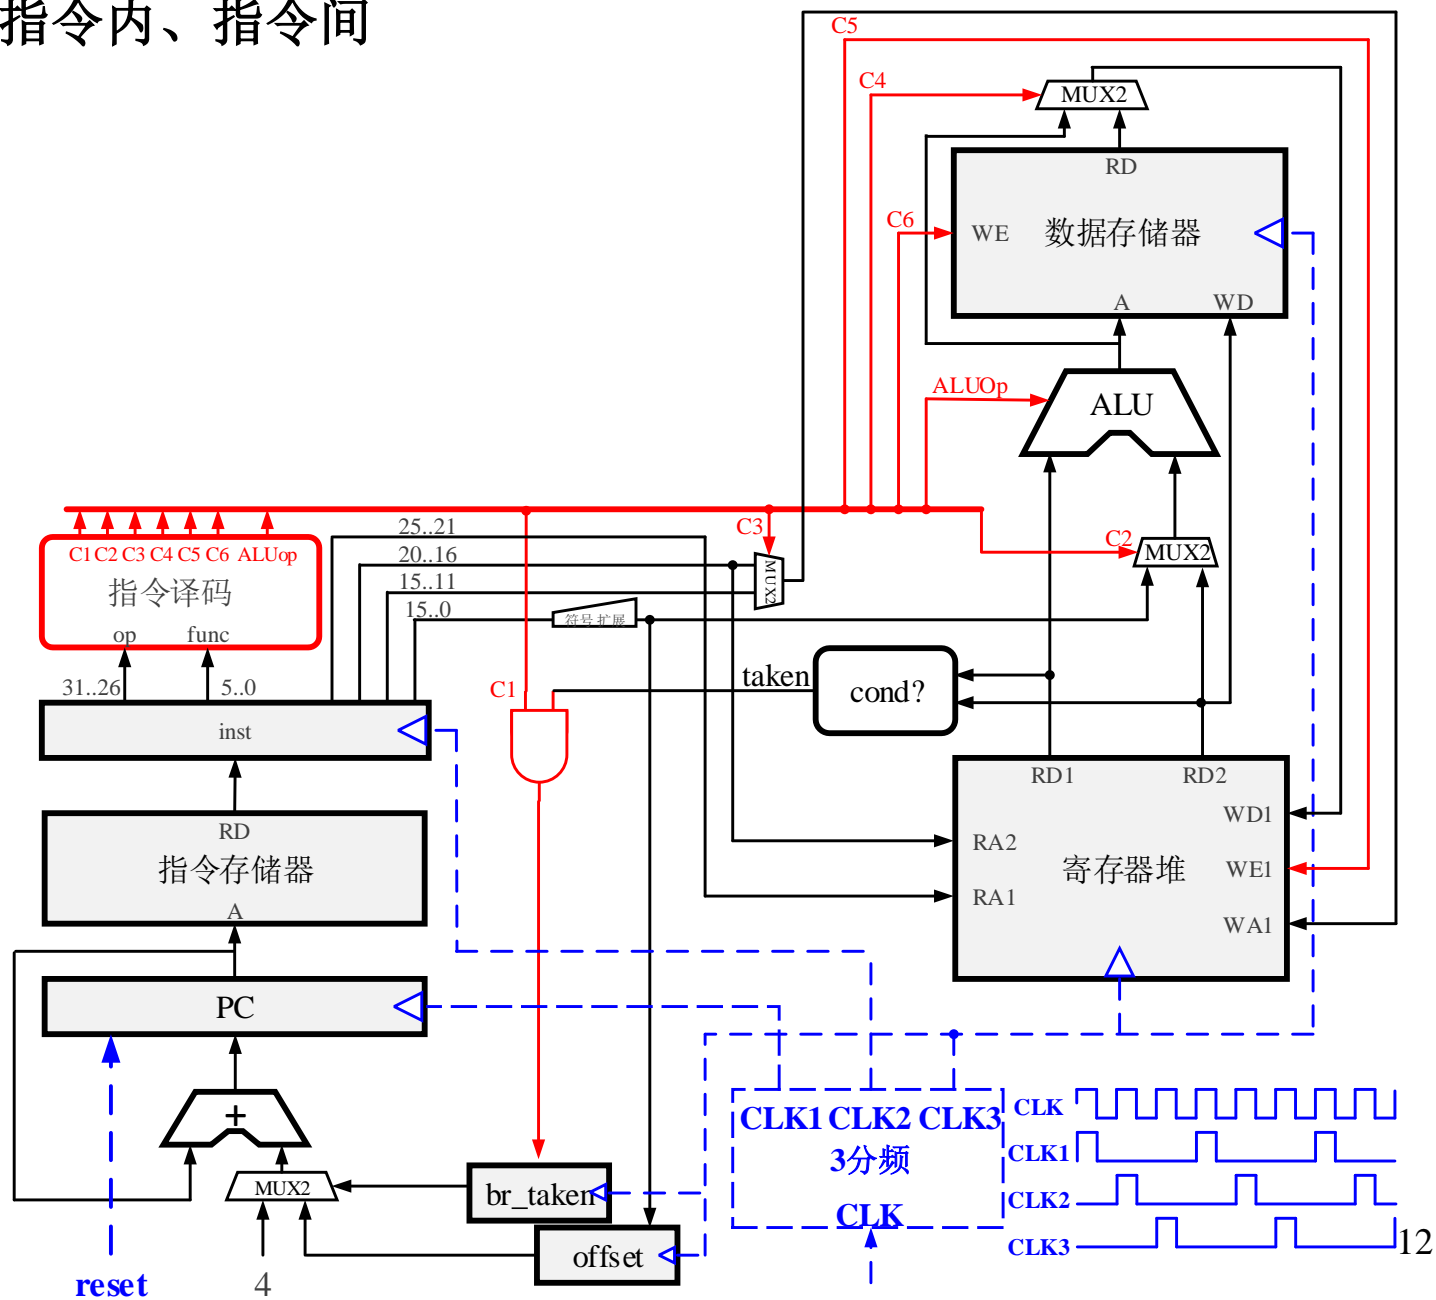 指令内、指令间
C5
C4
MUX2
RD
C6
WE
数据存储器
A
WD
ALUOp
ALU
C3
25..21
20..16
15..11
15..0
MUX2
符号扩展
C2
MUX2
C1 C2 C3 C4 C5 C6 ALUop
指令译码
op
func
31..26
5..0
inst
C1
taken
cond?
RD
指令存储器
A
RD1
RD2
WD1
RA2
寄存器堆
WE1
RA1
WA1
PC
+
MUX2
br_taken
offset
reset
4
CLK1 CLK2 CLK3
3分频
CLK
CLK
CLK1
CLK2
CLK3
12